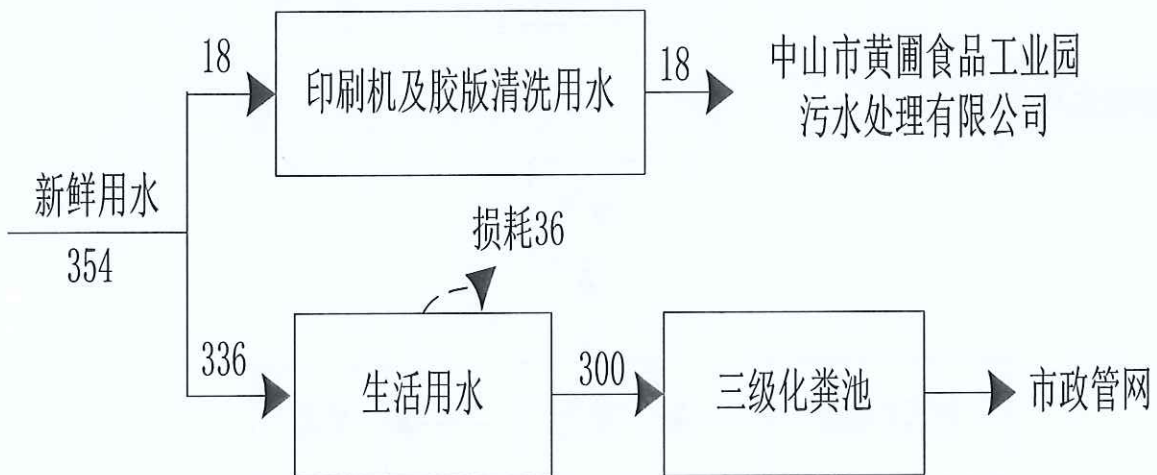 18
印刷机及胶版清洗用水
18
中山市黄圃食品工业园
污水处理有限公司
新鲜用水
354
损耗36
336
生活用水
300
三级化粪池
市政管网